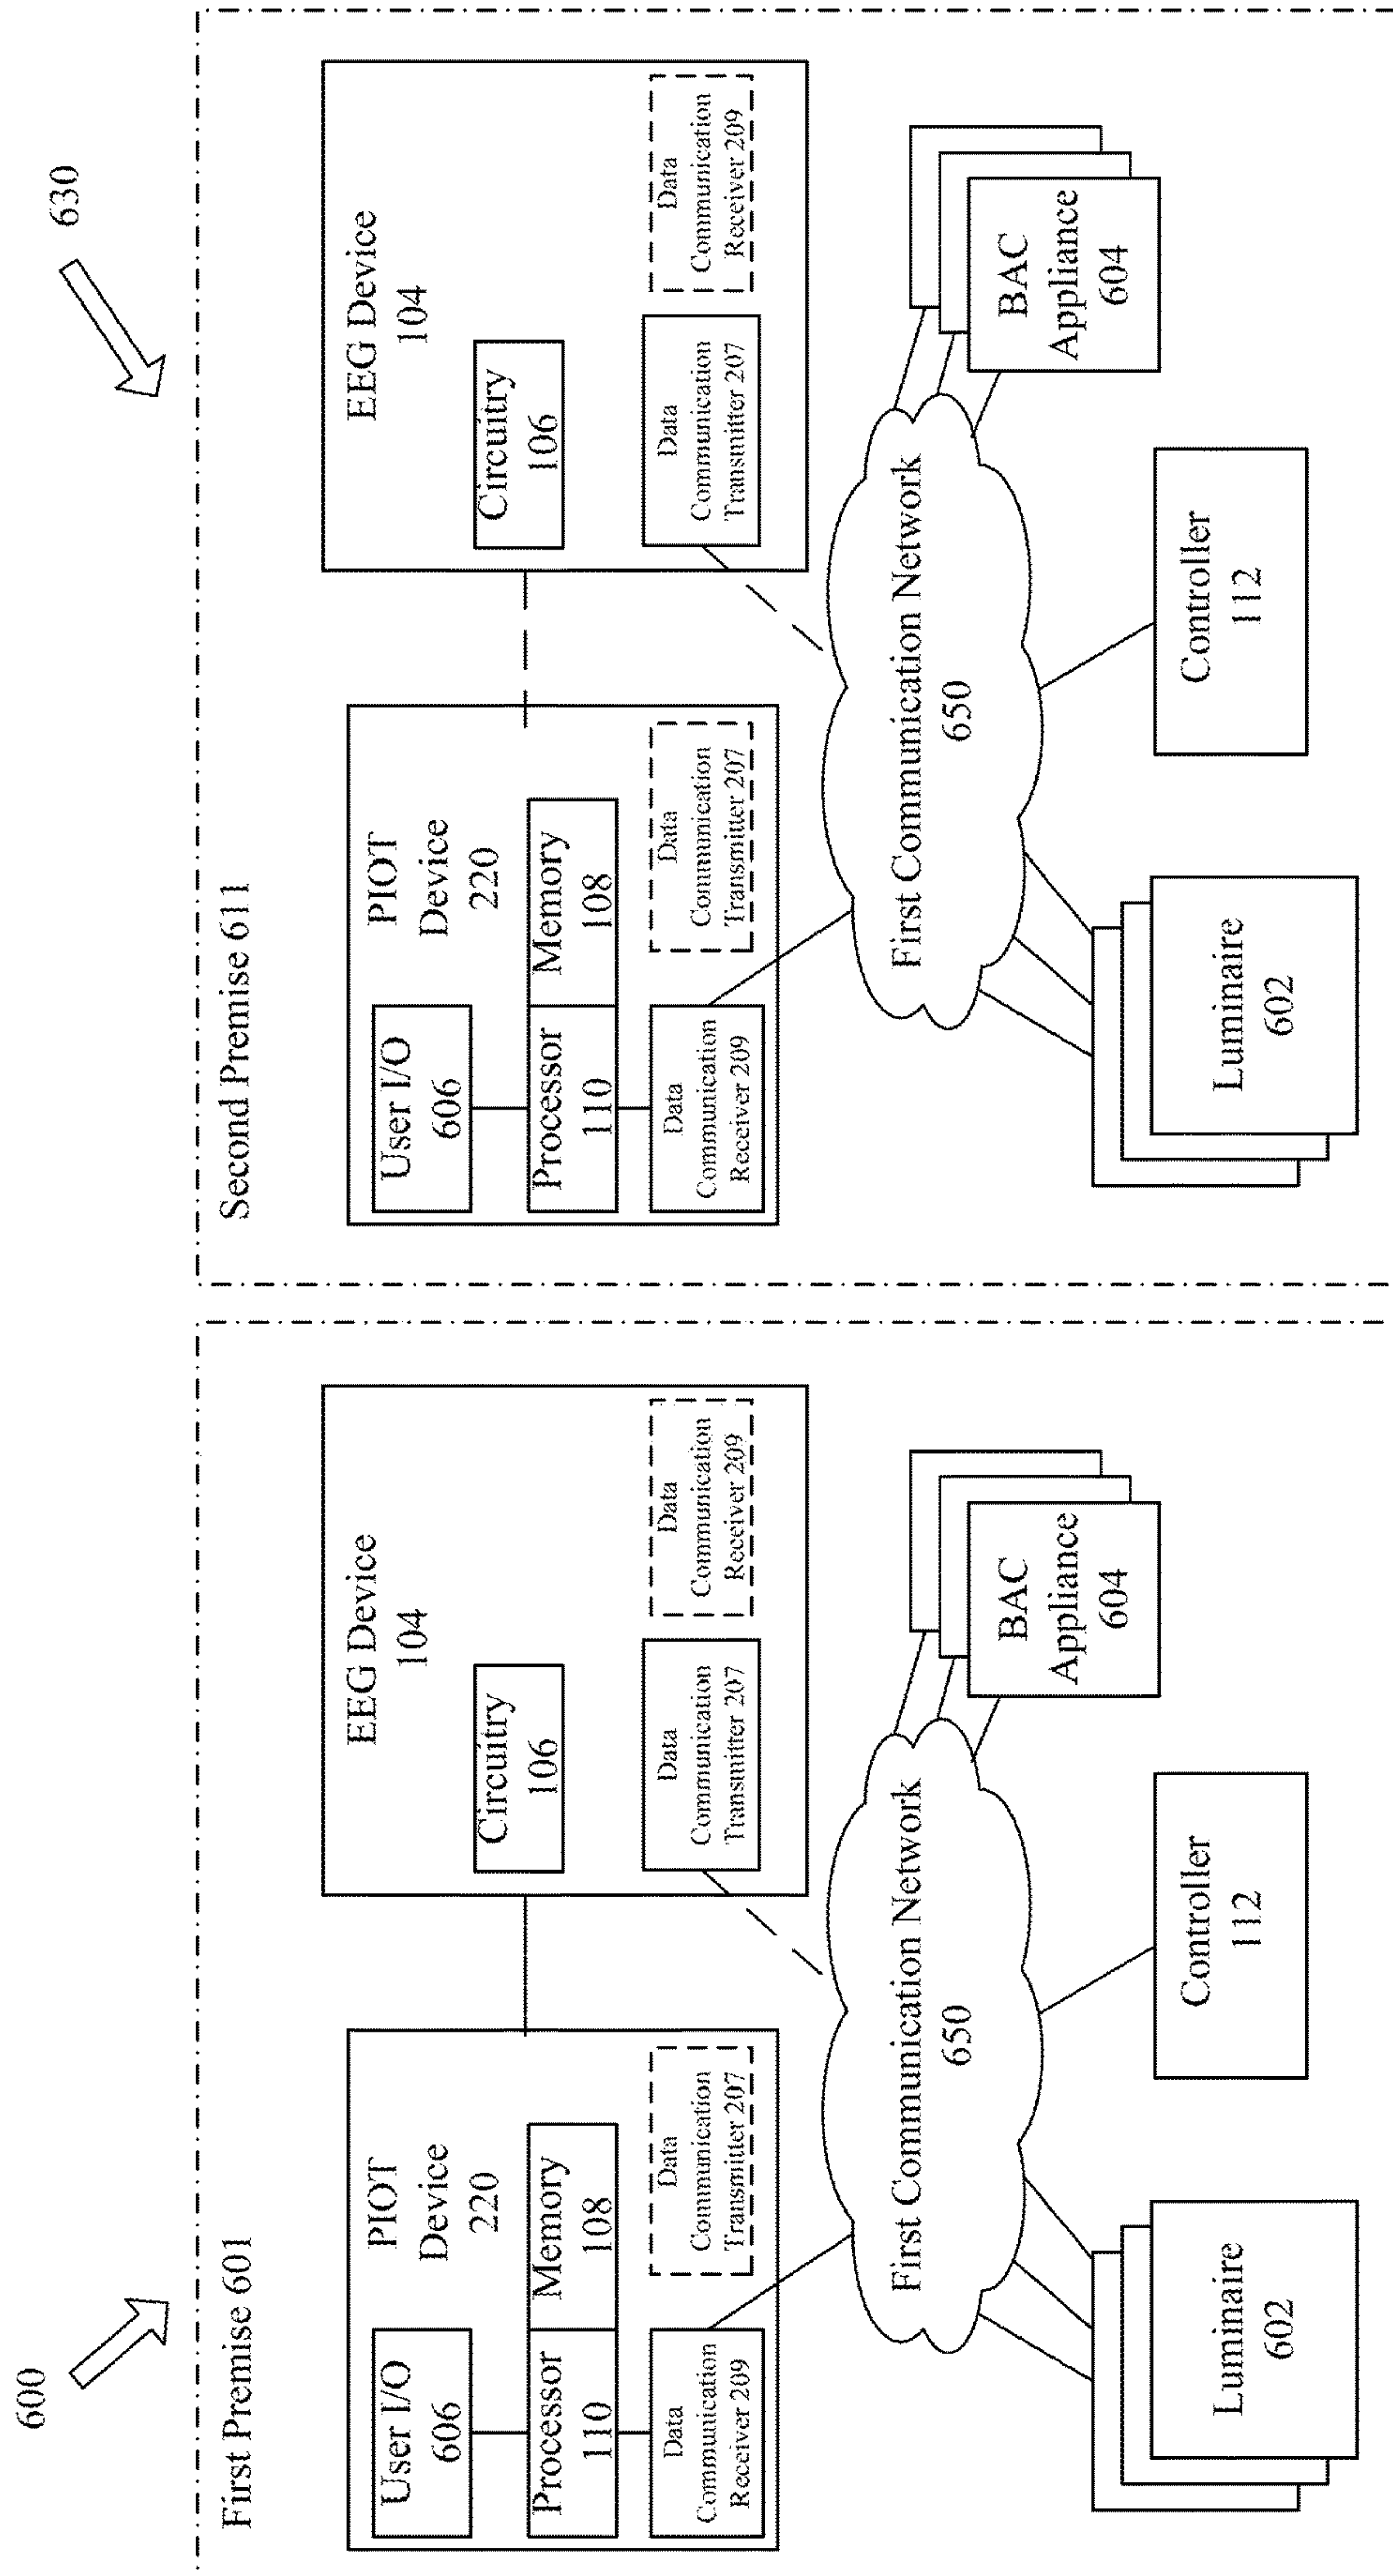 600
First Premise 601
User I/O
606
PIOT
Device
220
Processor
110
Memory
108
Data
Communication
Receiver 209
Data
Communication
Transmitter 207
EEG Device
104
Circuitry
106
Data
Communication
Transmitter 207
Data
Communication
Receiver 209
First Communication Network
650
Luminaire
602
Controller
112
BAC
Appliance
604
630
Second Premise 611
User I/O
606
PIOT
Device
220
Processor
110
Memory
108
Data
Communication
Receiver 209
Data
Communication
Transmitter 207
EEG Device
104
Circuitry
106
Data
Communication
Transmitter 207
Data
Communication
Receiver 209
First Communication Network
650
Luminaire
602
Controller
112
BAC
Appliance
604